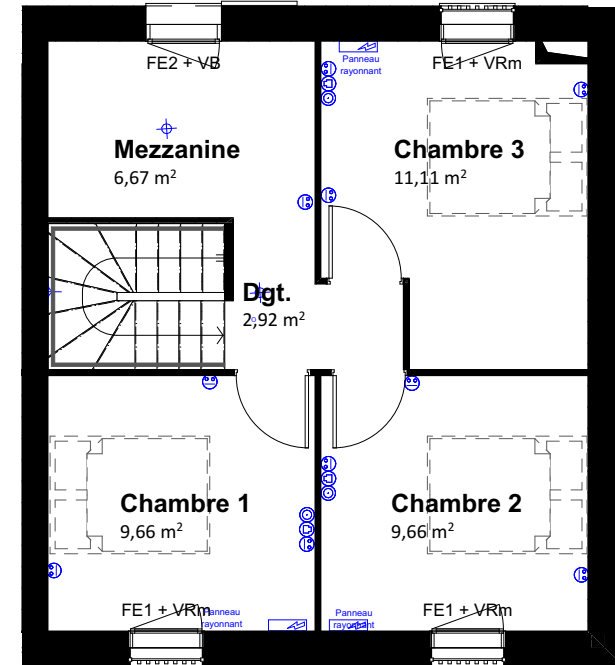 FE2 + VB
Panneau
rayonnant
FE1 + VRm
Mezzanine
6,67 m²
Chambre 3
11,11 m²
Dgt.
2,92 m²
Chambre 1
9,66 m²
Chambre 2
9,66 m²
FE1 + VRm
Panneau
rayonnant
Panneau
rayonnant
FE1 + VRm